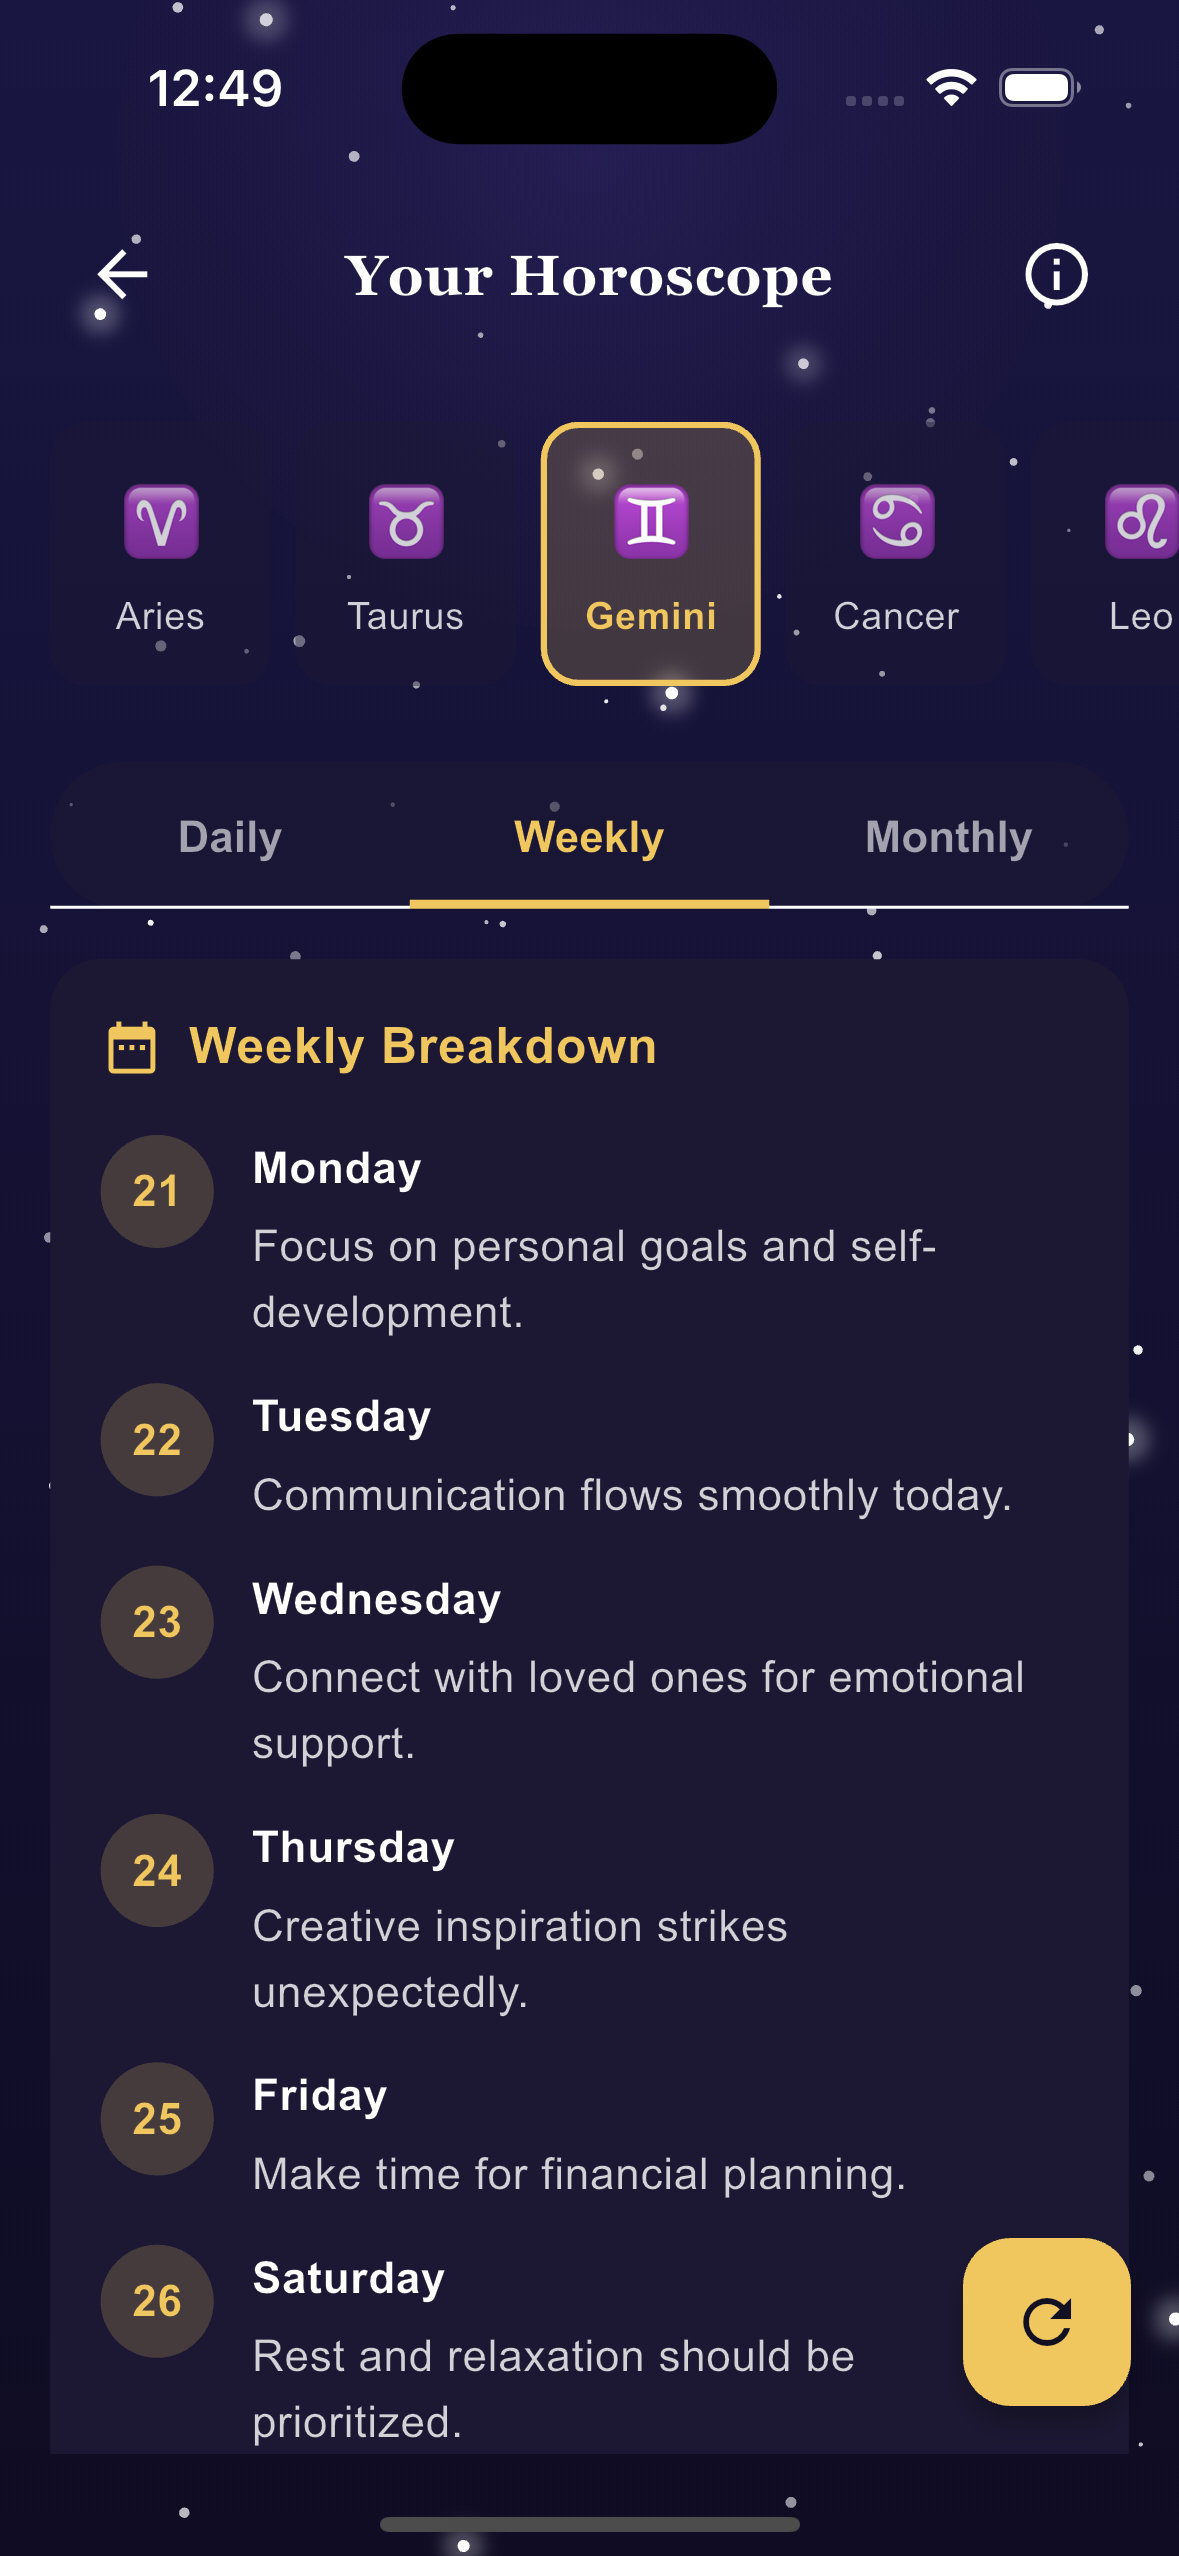 12:49
Your Horoscope
Aries
Taurus
Gemini
Cancer
Leo
Daily
Weekly
Monthly
Weekly Breakdown
21
Monday
Focus on personal goals and self-
development.
22
Tuesday
Communication flows smoothly today.
23
Wednesday
Connect with loved ones for emotional
support.
24
Thursday
Creative inspiration strikes
unexpectedly.
25
Friday
Make time for financial planning.
26
Saturday
Rest and relaxation should be
prioritized.